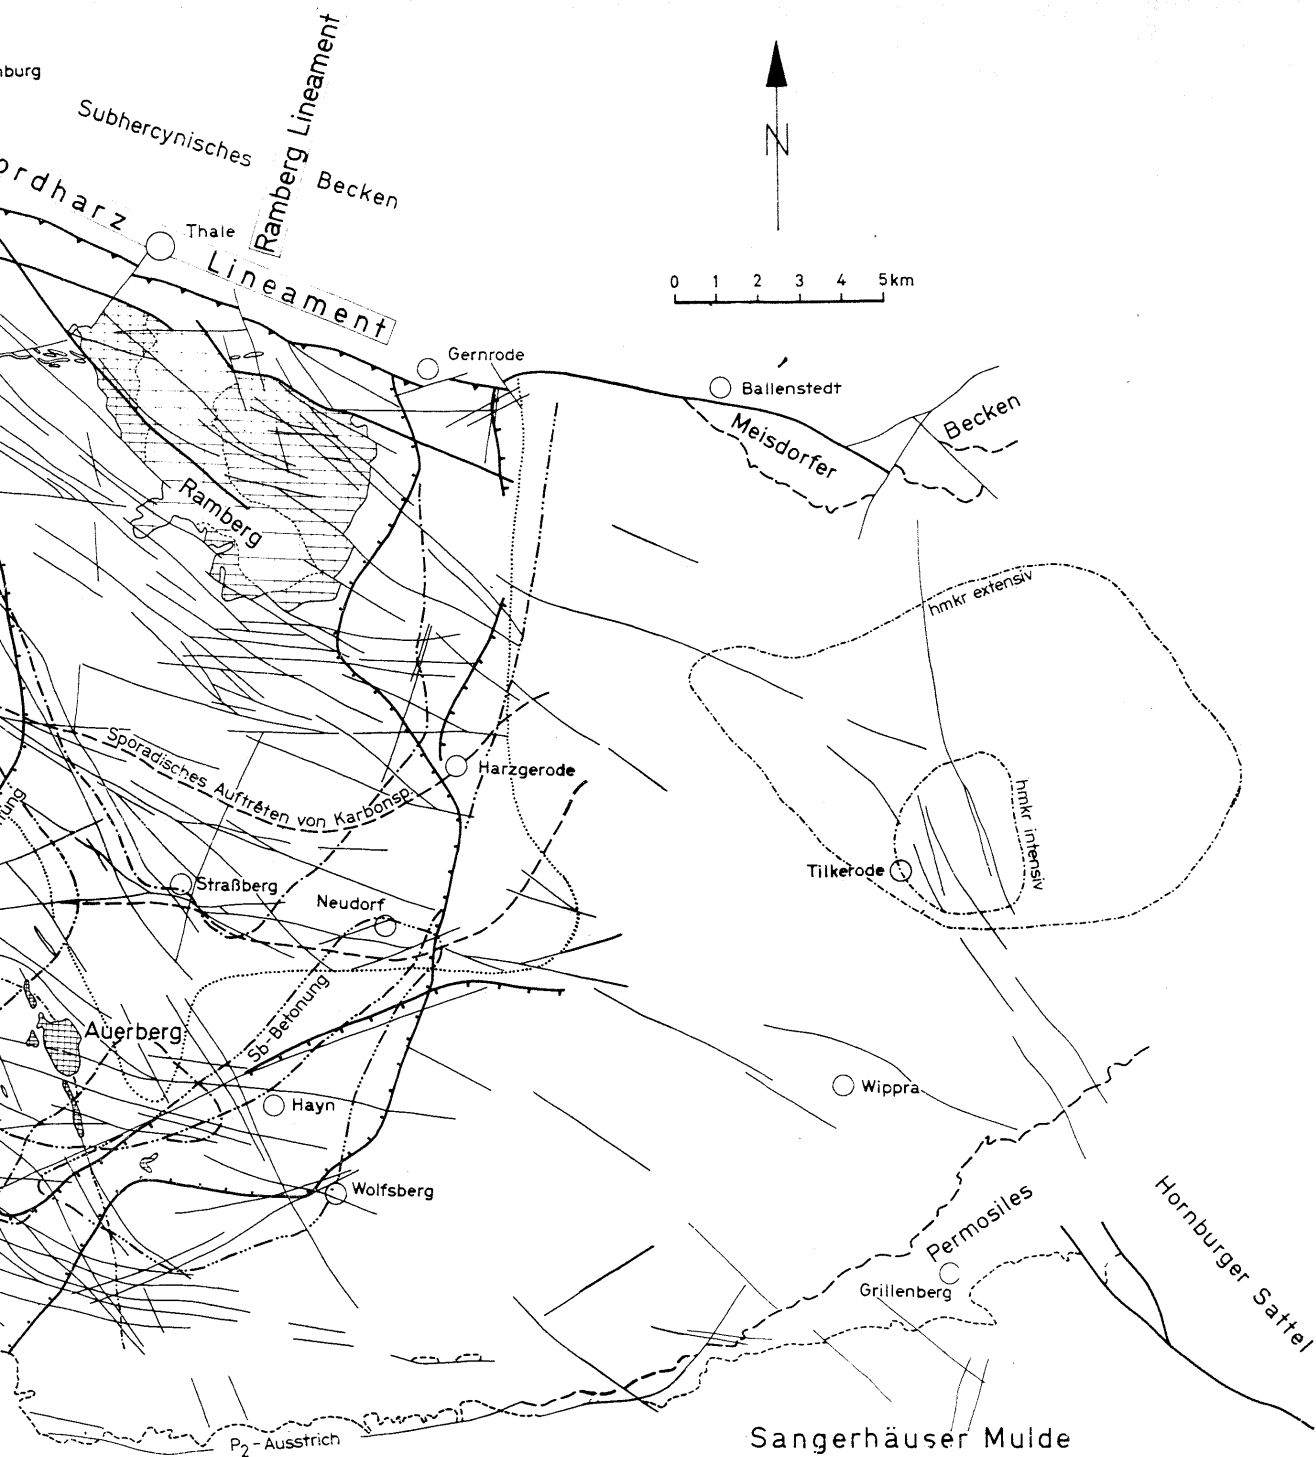 nburg
Subhercynisches
Becken
Ramberg Lineament
ordharz
Lineament
Thale
N
0 1 2 3 4 5km
Gernrode
Ballenstedt
Meisdorfer
Becken
Ramberg
hmkr extensiv
Sporadisches Auftreten von Karbonsp.
Harzgerode
hmkr intensiv
ung
Tilkerode
Straßberg
Neudorf
Sb-Betonung
Auerberg
Wippra
Hayn
Wolfsberg
Permosiles
Hornburger Sattel
Grillenberg
P2-Ausstrich
Sangerhäuser Mulde